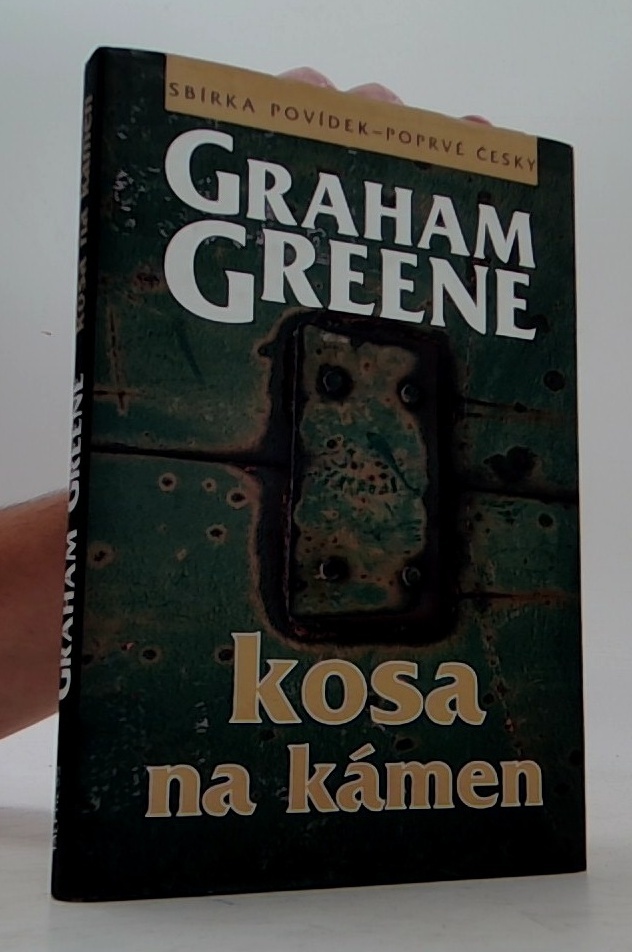 SBÍRKA POVÍDEK–POPRVÉ ČESKY
GRAHAM
GREENE
kosa
na kámen
GRAHAM GREENE kosa na kámen